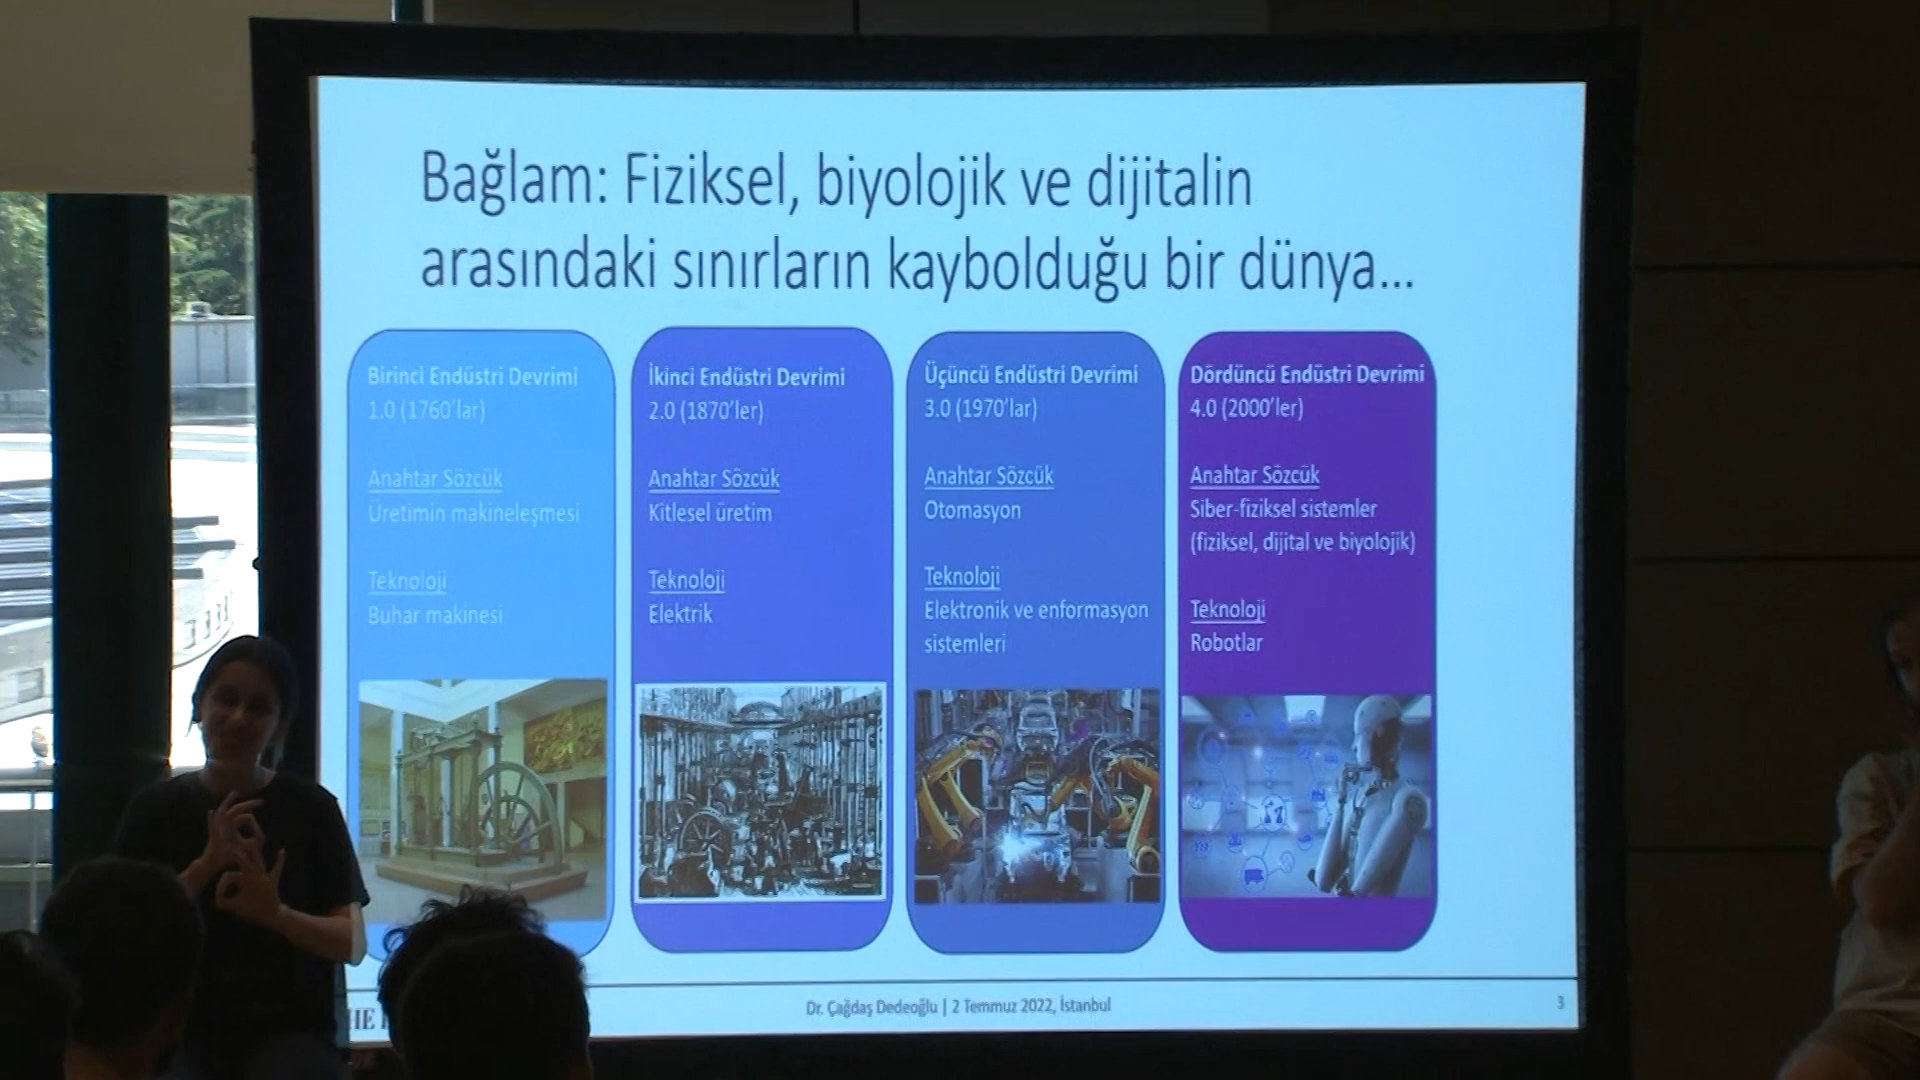 Bağlam: Fiziksel, biyolojik ve dijitalin
arasındaki sınırların kaybolduğu bir dünya...
Birinci Endüstri Devrimi
1.0 (1760'lar)
Anahtar Sözcük
Üretimin makineleşmesi
Teknoloji
Buhar makinesi
İkinci Endüstri Devrimi
2.0 (1870'ler)
Anahtar Sözcük
Kitlesel üretim
Teknoloji
Elektrik
Üçüncü Endüstri Devrimi
3.0 (1970'lar)
Anahtar Sözcük
Otomasyon
Teknoloji
Elektronik ve enformasyon
sistemleri
Dördüncü Endüstri Devrimi
4.0 (2000'ler)
Anahtar Sözcük
Siber-fiziksel sistemler
(fiziksel, dijital ve biyolojik)
Teknoloji
Robotlar
Dr. Çağdaş Dedeoğlu | 2 Temmuz 2022, İstanbul
3